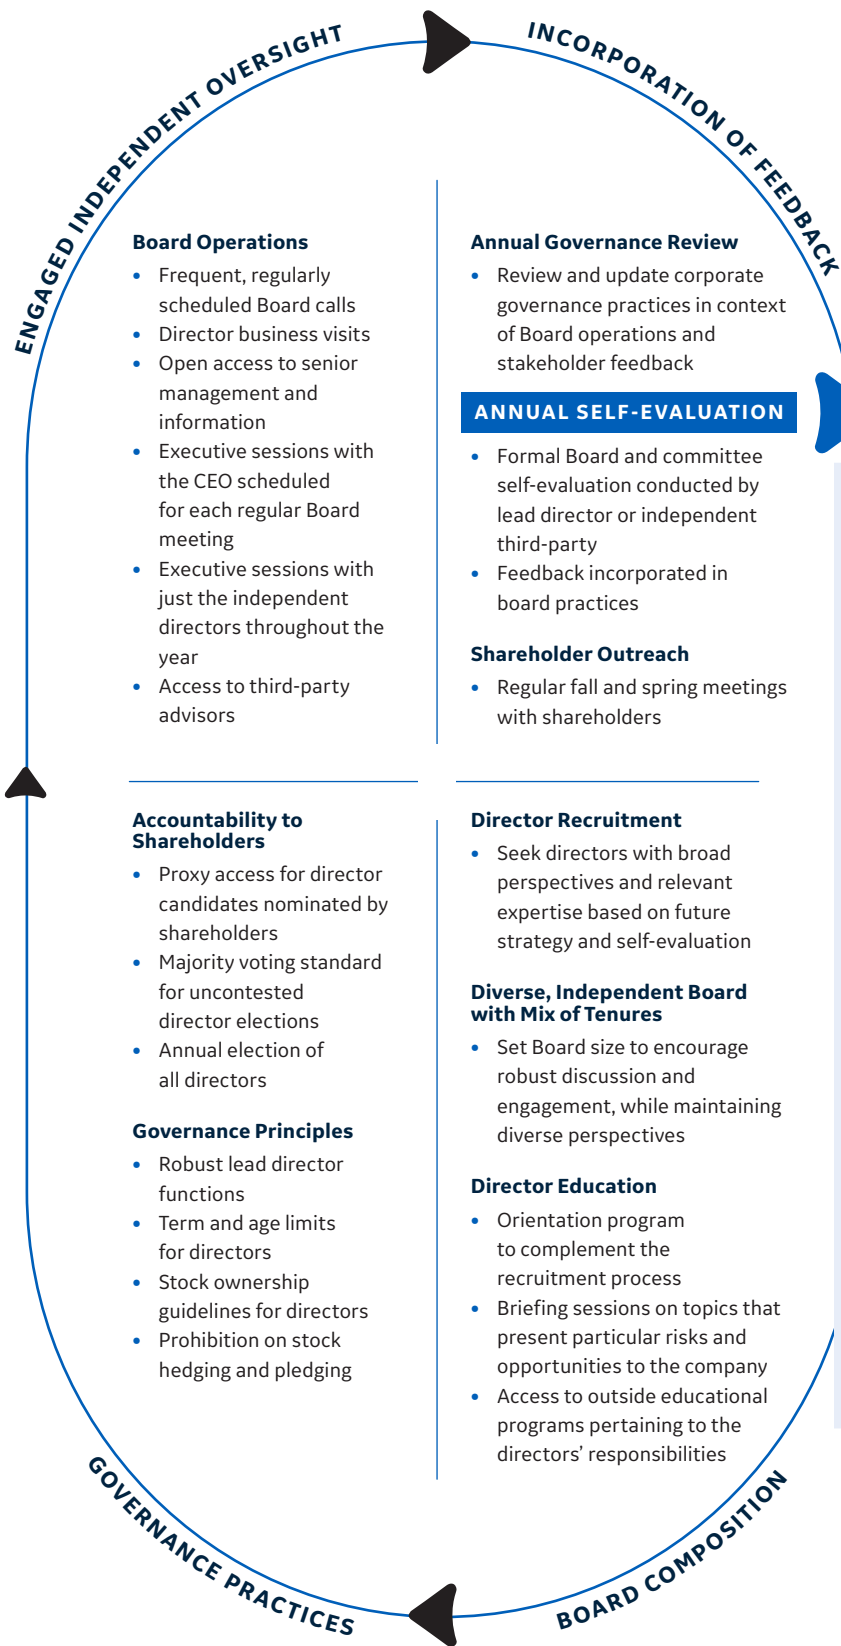 ENGAGED INDEPENDENT OVERSIGHT
Board Operations
• Frequent, regularly
scheduled Board calls
• Director business visits
• Open access to senior
management and
information
• Executive sessions with
the CEO scheduled
for each regular Board
meeting
• Executive sessions with
just the independent
directors throughout the
year
• Access to third-party
advisors
INCORPORATION OF FEEDBACK
Annual Governance Review
• Review and update corporate
governance practices in context
of Board operations and
stakeholder feedback
ANNUAL SELF-EVALUATION
• Formal Board and committee
self-evaluation conducted by
lead director or independent
third-party
• Feedback incorporated in
board practices
Shareholder Outreach
• Regular fall and spring meetings
with shareholders
Accountability to
Shareholders
• Proxy access for director
candidates nominated by
shareholders
• Majority voting standard
for uncontested
director elections
• Annual election of
all directors
Governance Principles
• Robust lead director
functions
• Term and age limits
for directors
• Stock ownership
guidelines for directors
• Prohibition on stock
hedging and pledging
GOVERNANCE PRACTICES
Director Recruitment
• Seek directors with broad
perspectives and relevant
expertise based on future
strategy and self-evaluation
Diverse, Independent Board
with Mix of Tenures
• Set Board size to encourage
robust discussion and
engagement, while maintaining
diverse perspectives
Director Education
• Orientation program
to complement the
recruitment process
• Briefing sessions on topics that
present particular risks and
opportunities to the company
• Access to outside educational
programs pertaining to the
directors’ responsibilities
BOARD COMPOSITION